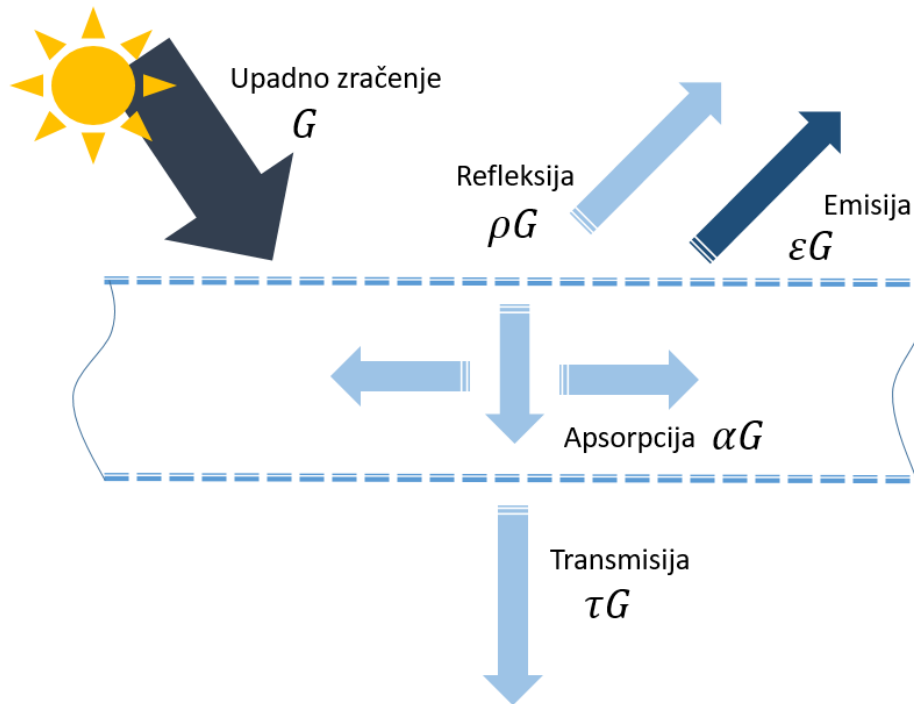 Upadno zračenje
G
Refleksija
ρG
Emisija
εG
Apsorpcija αG
Transmisija
τG